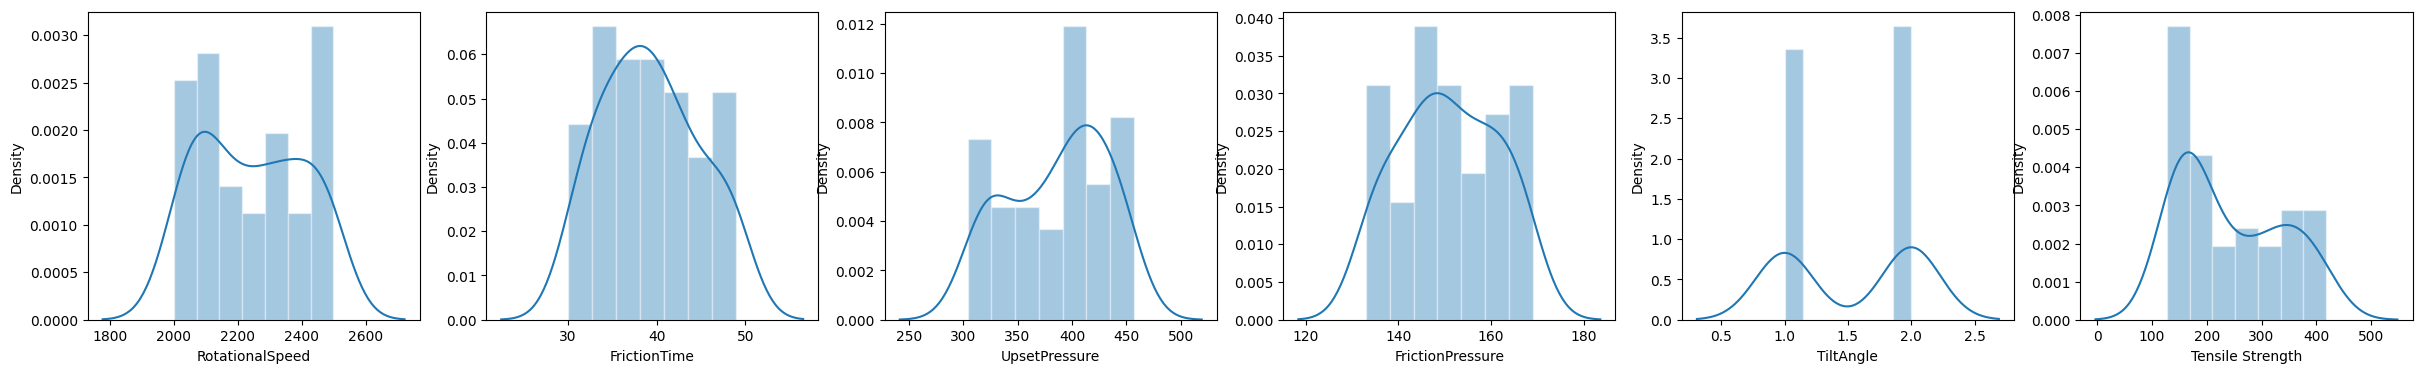 Density
0.0030
0.0025
0.0020
0.0015
0.0010
0.0005
0.0000
1800 2000 2200 2400 2600
RotationalSpeed
Density
0.06
0.05
0.04
0.03
0.02
0.01
0.00
30 40 50
FrictionTime
Density
0.012
0.010
0.008
0.006
0.004
0.002
0.000
250 300 350 400 450 500
UpsetPressure
Density
0.040
0.035
0.030
0.025
0.020
0.015
0.010
0.005
0.000
120 140 160 180
FrictionPressure
Density
3.5
3.0
2.5
2.0
1.5
1.0
0.5
0.0
0.5 1.0 1.5 2.0 2.5
TiltAngle
Density
0.008
0.007
0.006
0.005
0.004
0.003
0.002
0.001
0.000
0 100 200 300 400 500
Tensile Strength